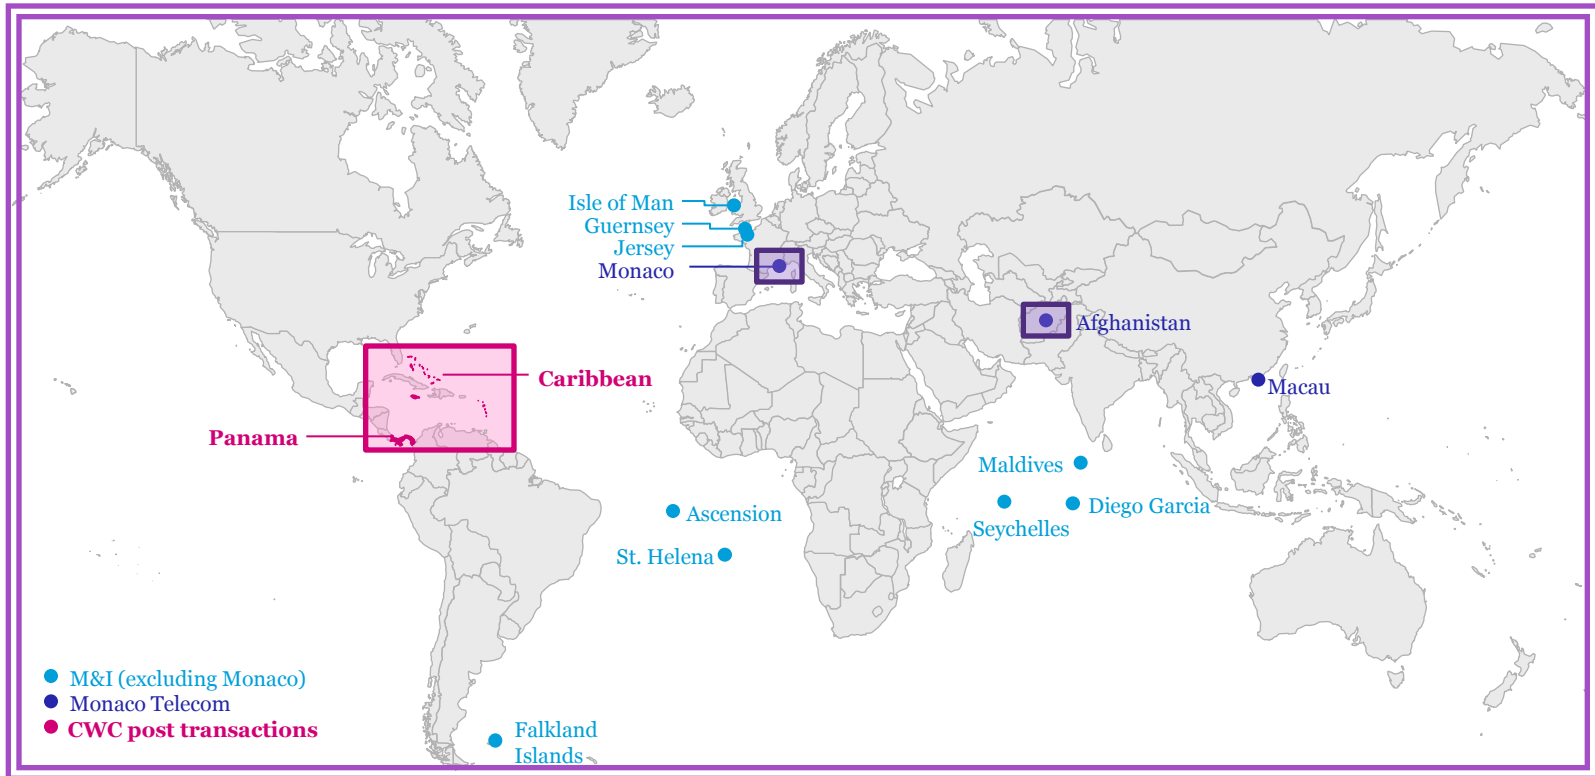 Isle of Man
Guernsey
Jersey
Monaco
Afghanistan
Macau
Caribbean
Panama
Maldives
Diego Garcia
Seychelles
Ascension
St. Helena
M&I (excluding Monaco)
Monaco Telecom
CWC post transactions
Falkland
Islands